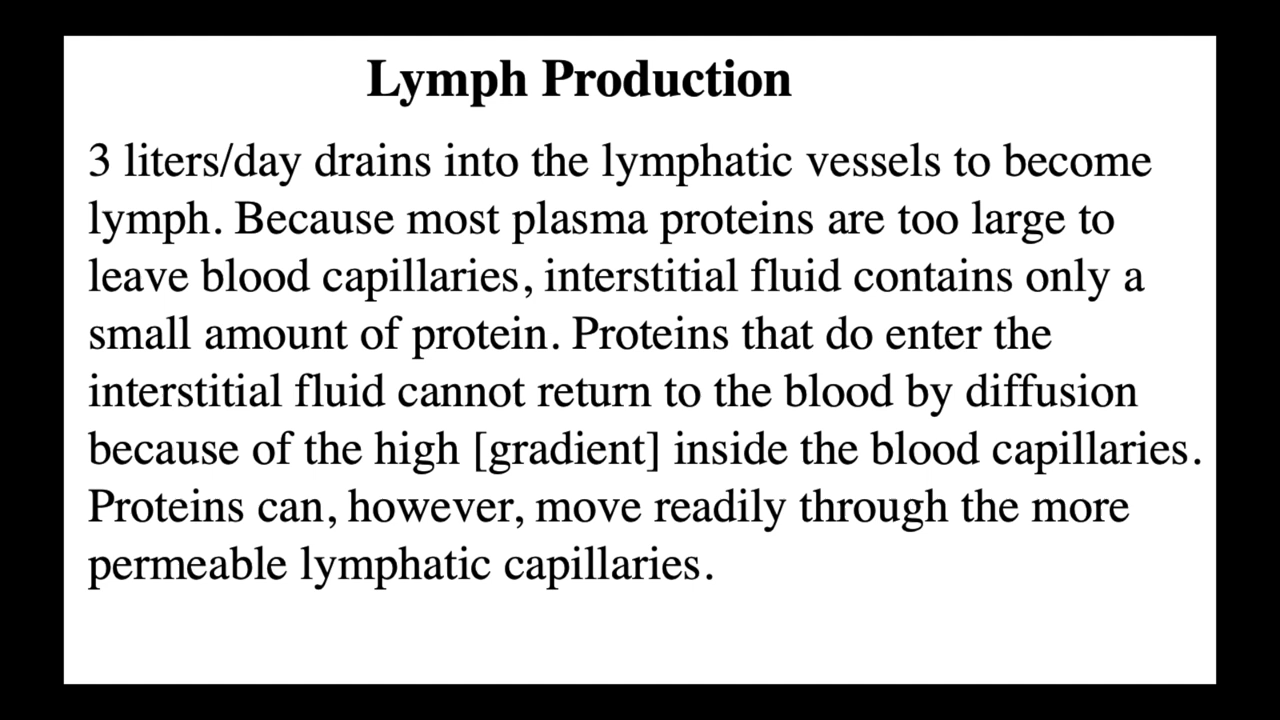 Lymph Production
3 liters/day drains into the lymphatic vessels to become
lymph. Because most plasma proteins are too large to
leave blood capillaries, interstitial fluid contains only a
small amount of protein. Proteins that do enter the
interstitial fluid cannot return to the blood by diffusion
because of the high [gradient] inside the blood capillaries.
Proteins can, however, move readily through the more
permeable lymphatic capillaries.